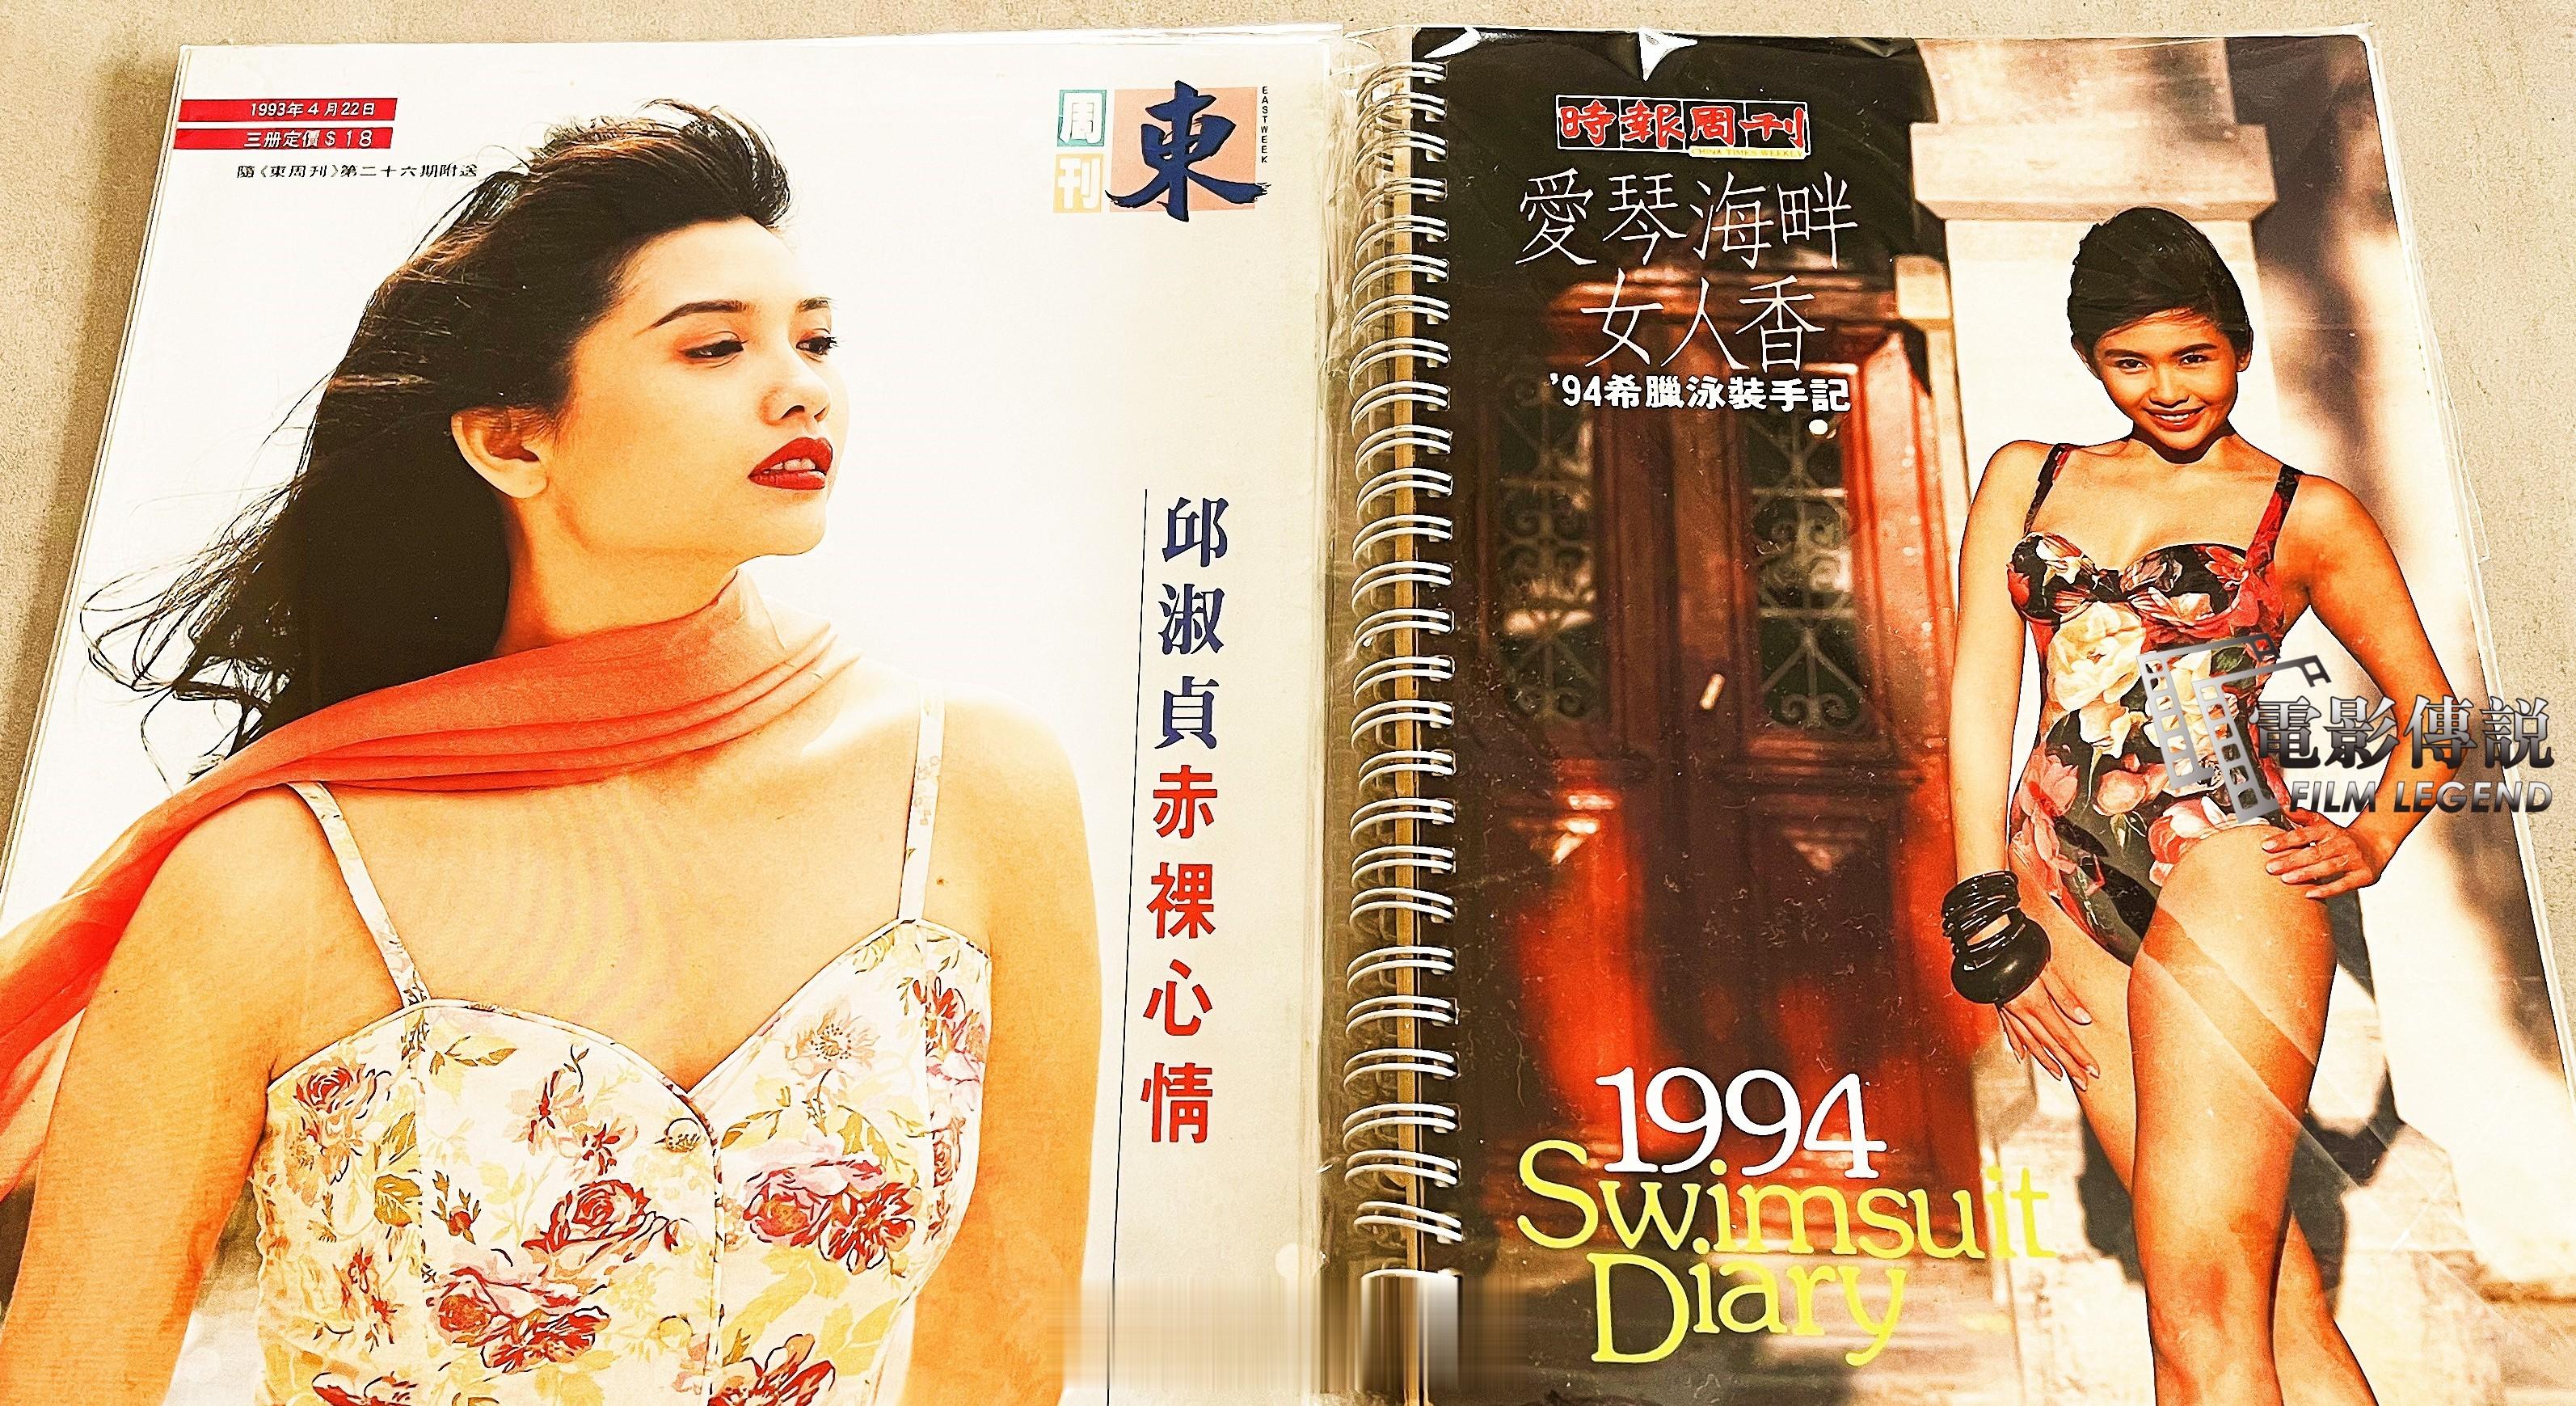 1993年4月22日
三册定價$18
隨《東周刊》第二十六期附送
東周刊
EASTWEEK
邱淑貞赤裸心情
時報周刊
CHINA TIMES WEEKLY
愛琴海畔
女人香
'94希臘泳裝手記
1994
Swimsuit
Diary
電影傳説
FILM LEGEND